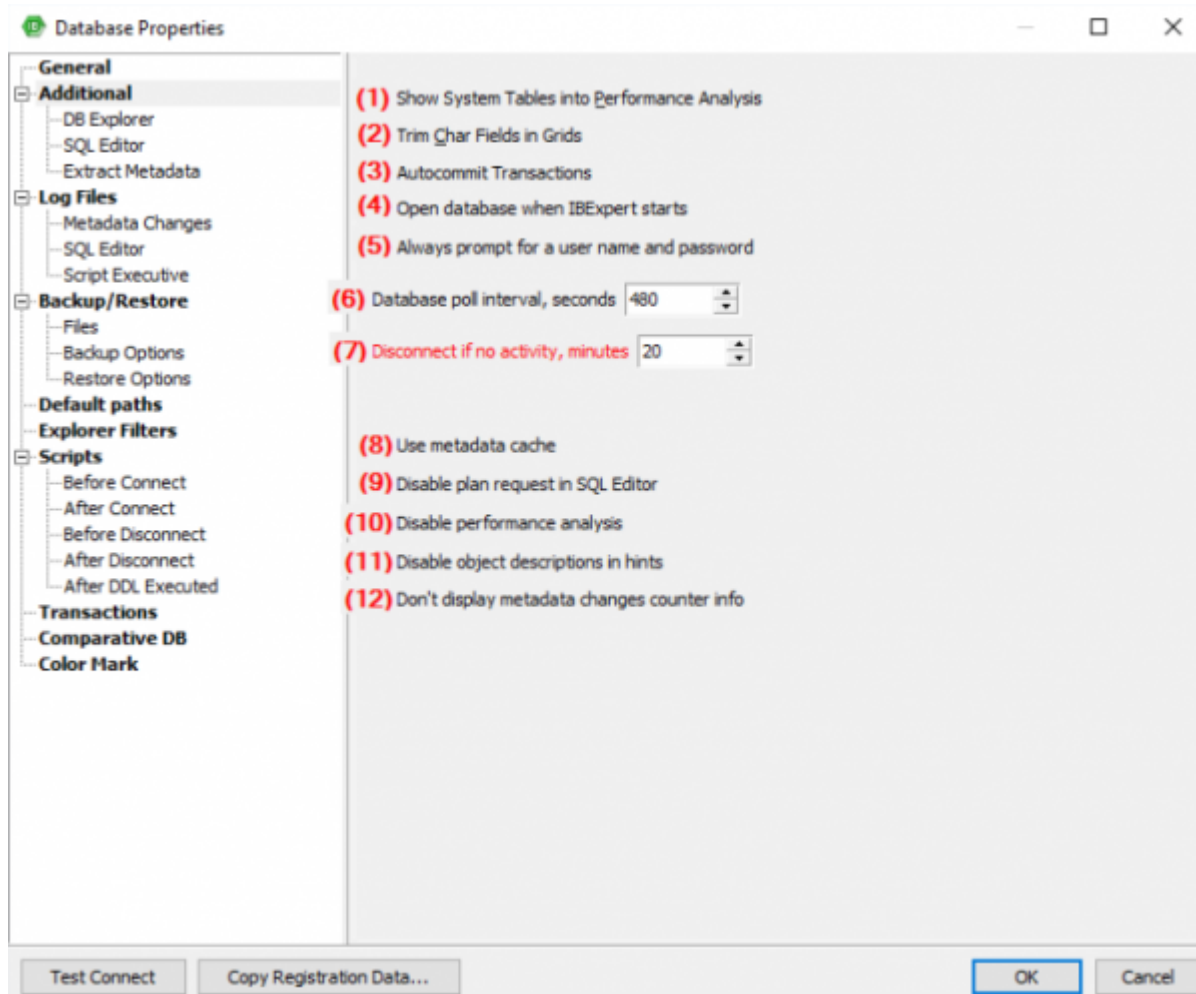 Database Properties
General
Additional
DB Explorer
SQL Editor
Extract Metadata
Log Files
Metadata Changes
SQL Editor
Script Executive
Backup/Restore
Files
Backup Options
Restore Options
Default paths
Explorer Filters
Scripts
Before Connect
After Connect
Before Disconnect
After Disconnect
After DDL Executed
Transactions
Comparative DB
Color Mark
(1) Show System Tables into Performance Analysis
(2) Trim Char Fields in Grids
(3) Autocommit Transactions
(4) Open database when IBExpert starts
(5) Always prompt for a user name and password
(6) Database poll interval, seconds 480
(7) Disconnect if no activity, minutes 20
(8) Use metadata cache
(9) Disable plan request in SQL Editor
(10) Disable performance analysis
(11) Disable object descriptions in hints
(12) Don't display metadata changes counter info
Test Connect Copy Registration Data... OK Cancel